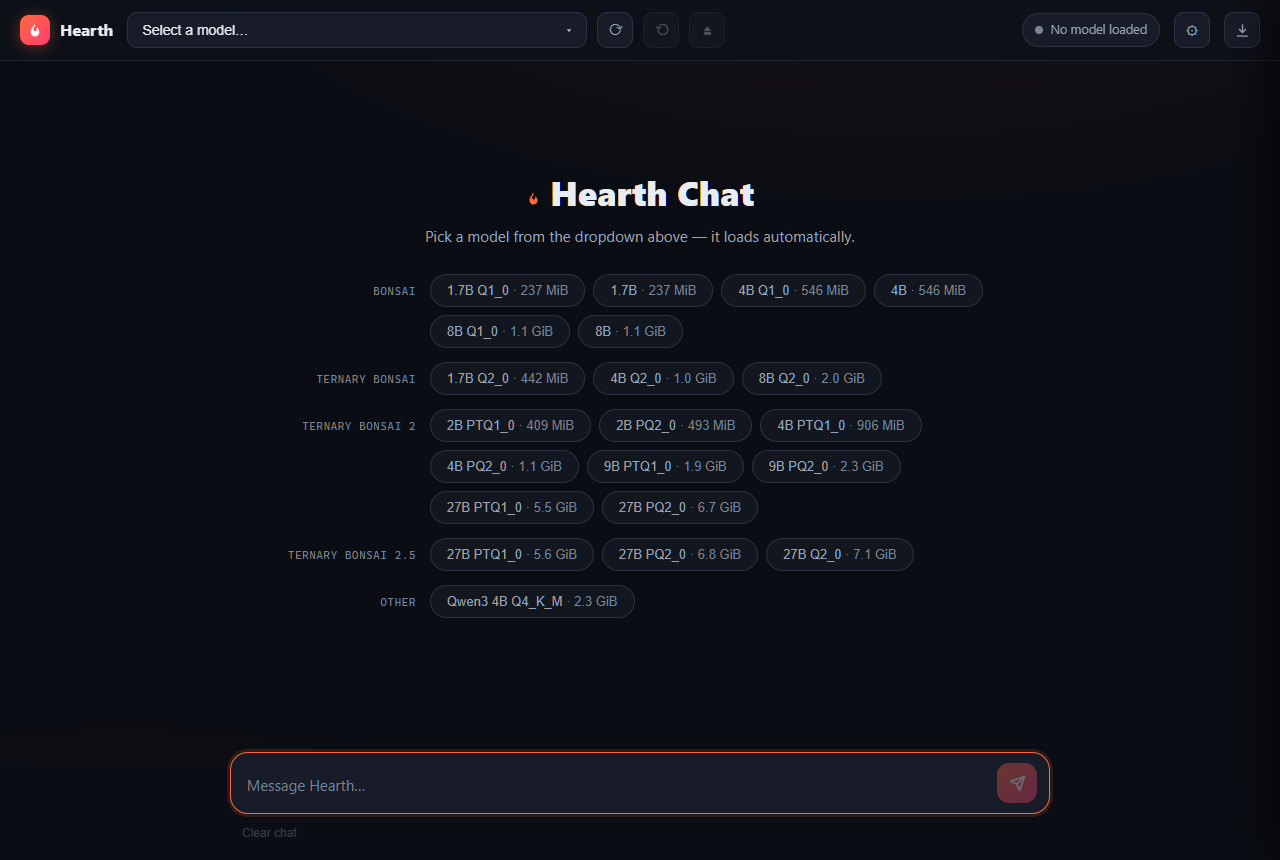 Hearth
Select a model...
No model loaded
Hearth Chat
Pick a model from the dropdown above — it loads automatically.
BONSAI
1.7B Q1_0 · 237 MiB
1.7B · 237 MiB
4B Q1_0 · 546 MiB
4B · 546 MiB
8B Q1_0 · 1.1 GiB
8B · 1.1 GiB
TERNARY BONSAI
1.7B Q2_0 · 442 MiB
4B Q2_0 · 1.0 GiB
8B Q2_0 · 2.0 GiB
TERNARY BONSAI 2
2B PTQ1_0 · 409 MiB
2B PQ2_0 · 493 MiB
4B PTQ1_0 · 906 MiB
4B PQ2_0 · 1.1 GiB
9B PTQ1_0 · 1.9 GiB
9B PQ2_0 · 2.3 GiB
27B PTQ1_0 · 5.5 GiB
27B PQ2_0 · 6.7 GiB
TERNARY BONSAI 2.5
27B PTQ1_0 · 5.6 GiB
27B PQ2_0 · 6.8 GiB
27B Q2_0 · 7.1 GiB
OTHER
Qwen3 4B Q4_K_M · 2.3 GiB
Message Hearth...
Clear chat